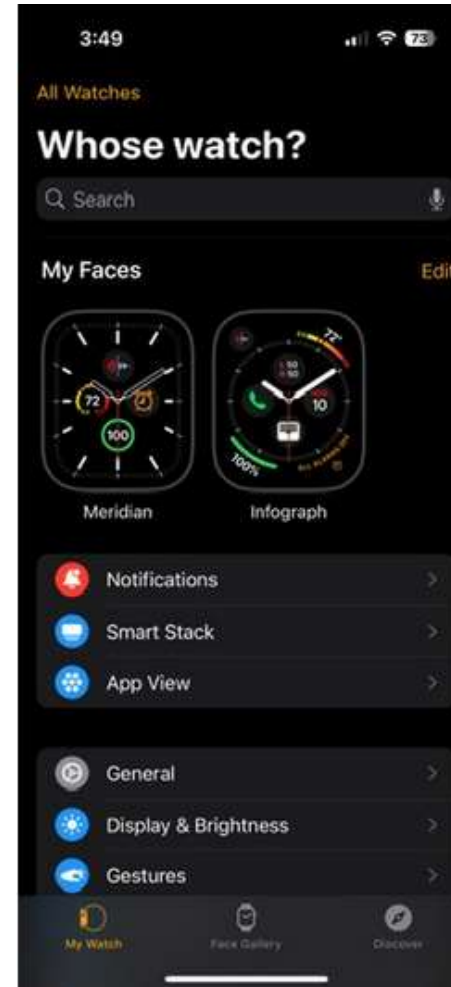 3:49
73
All Watches
Whose watch?
Search
My Faces
Edit
72
100
72°
10
100%
Meridian
Infograph
Notifications
Smart Stack
App View
General
Display & Brightness
Gestures
My Watch
Face Gallery
Discover